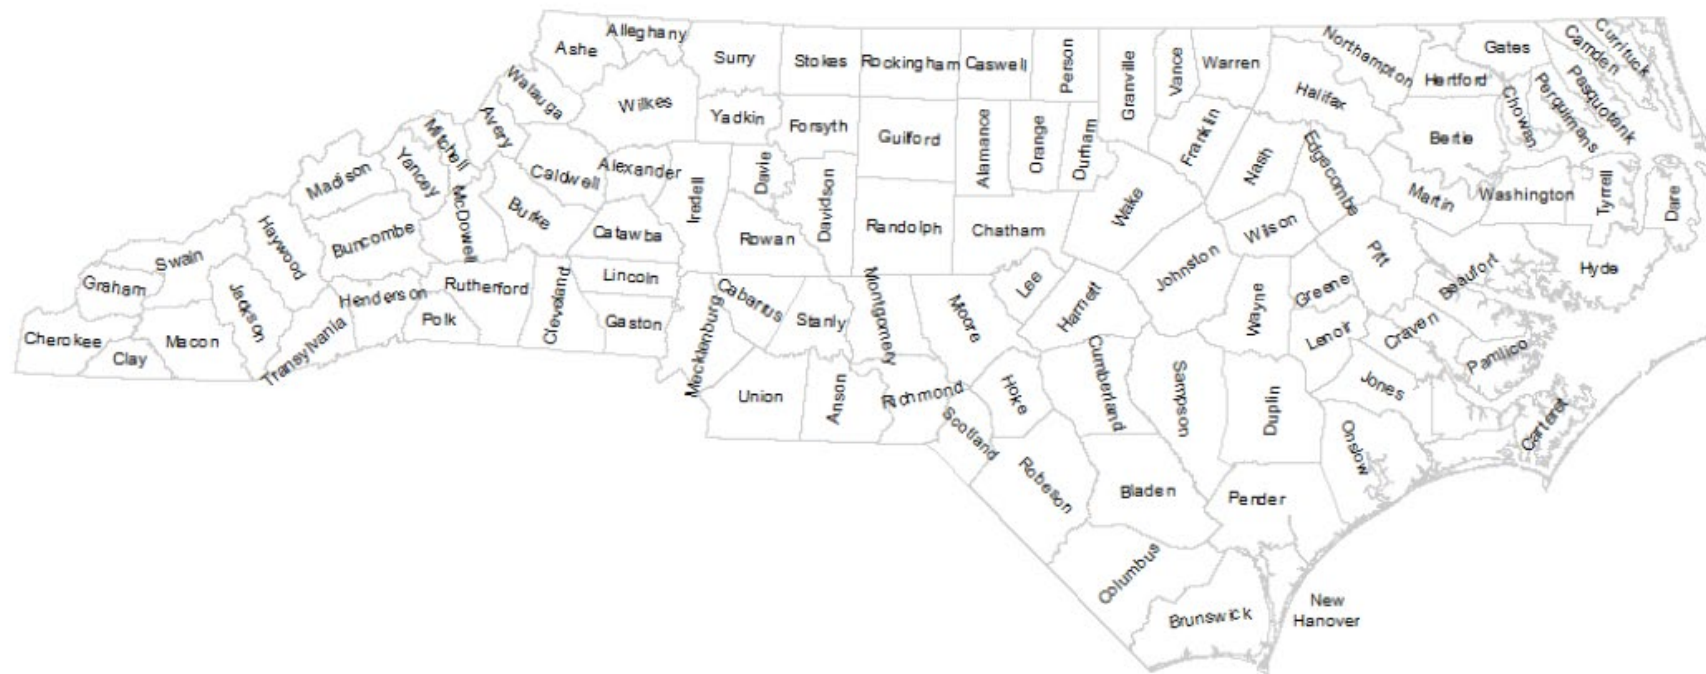 Alleghany
Ashe
Surry
Stokes
Rockingham
Caswell
Person
Granville
Vance
Warren
Northampton
Gates
Camden
Currituck
Watauga
Wilkes
Yadkin
Forsyth
Guilford
Alamance
Orange
Durham
Franklin
Halifax
Hertford
Chowan
Perquimans
Pasquotank
Avery
Mitchell
Yancey
Madison
Caldwell
Alexander
Iredell
Davie
Davidson
Nash
Edgecombe
Bertie
Martin
Washington
Tyrrell
Dare
McDowell
Burke
Catawba
Rowan
Randolph
Chatham
Wake
Wilson
Haywood
Buncombe
Swain
Graham
Jackson
Henderson
Rutherford
Cleveland
Lincoln
Gaston
Mecklenburg
Cabarrus
Stanly
Montgomery
Moore
Lee
Harnett
Johnston
Wayne
Greene
Pitt
Beaufort
Hyde
Cherokee
Clay
Macon
Transylvania
Polk
Union
Anson
Richmond
Scotland
Hoke
Cumberland
Sampson
Duplin
Lenoir
Craven
Pamlico
Jones
Onslow
Carteret
Robeson
Bladen
Pender
Columbus
Brunswick
New
Hanover